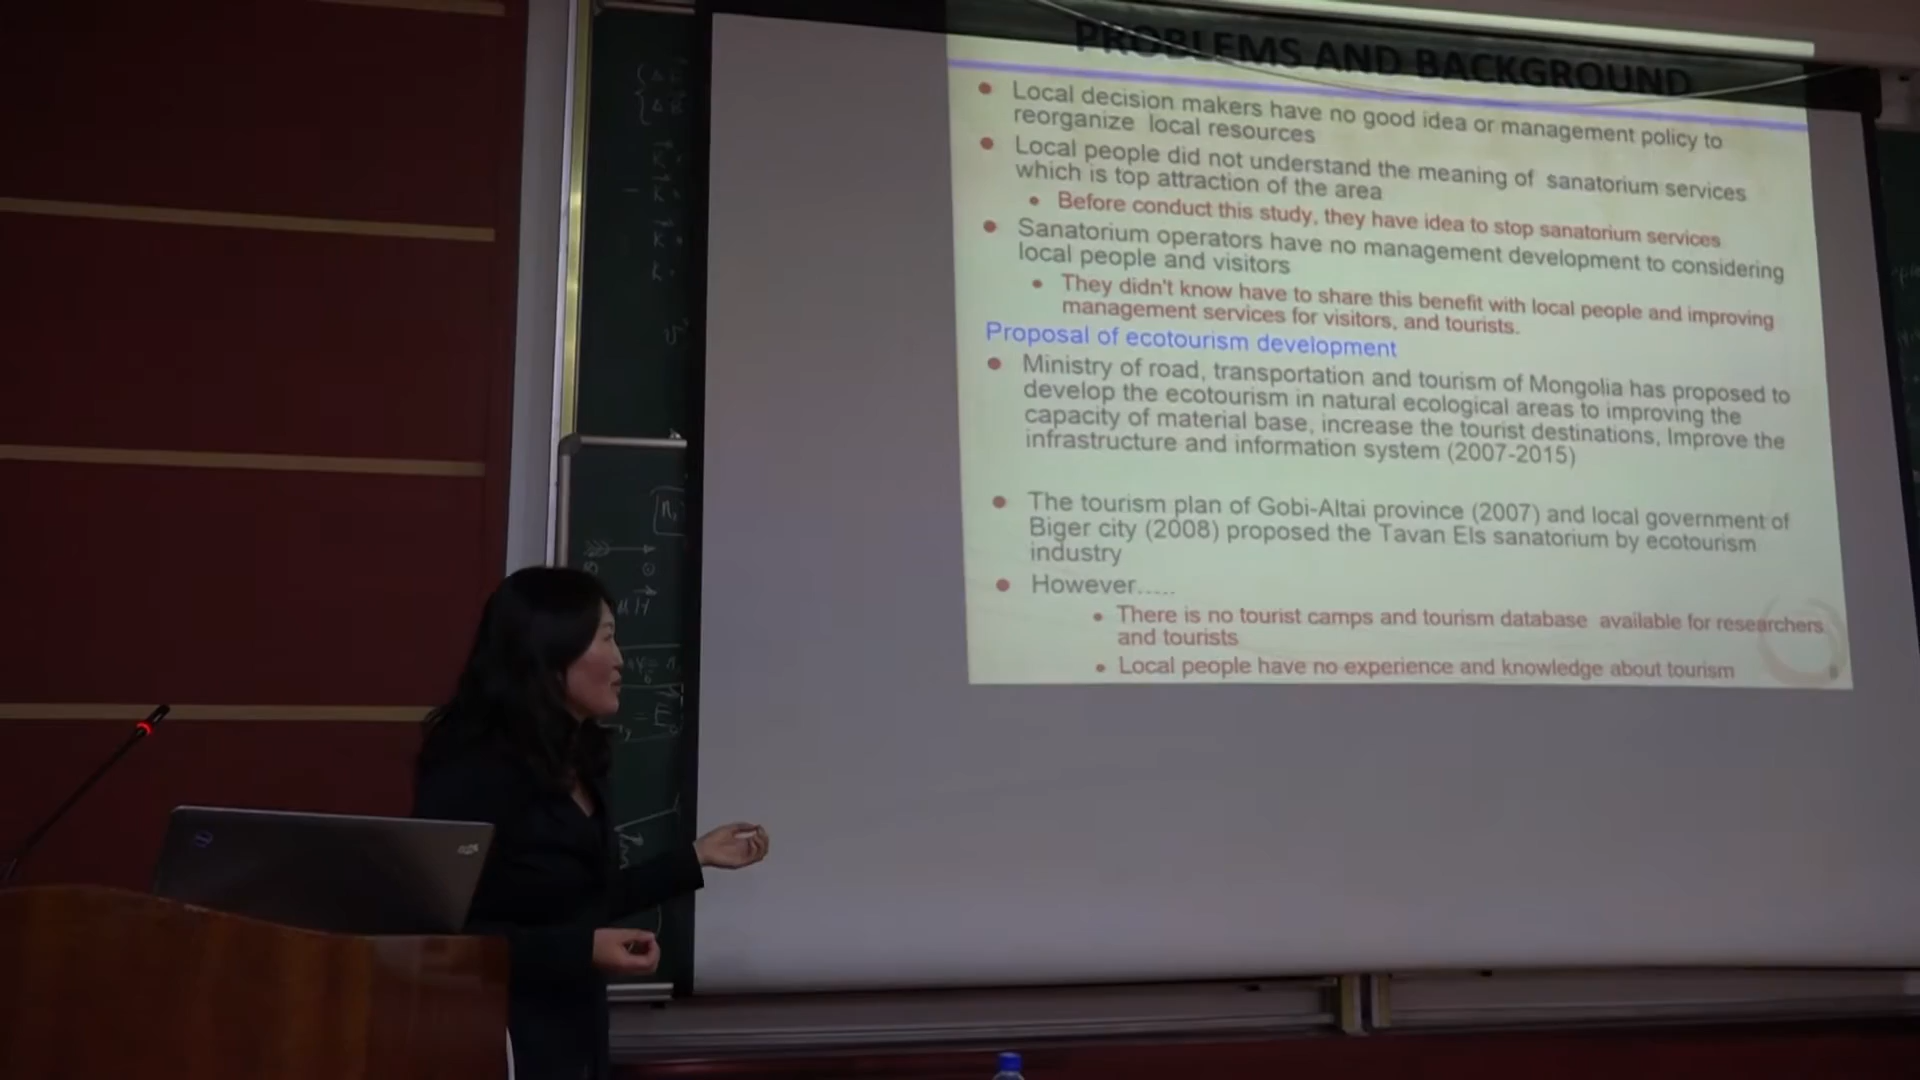 PROBLEMS AND BACKGROUND
Local decision makers have no good idea or management policy to
reorganize local resources
Local people did not understand the meaning of sanatorium services
which is top attraction of the area
Before conduct this study, they have idea to stop sanatorium services
Sanatorium operators have no management development to considering
local people and visitors
They didn't know have to share this benefit with local people and improving
management services for visitors, and tourists.
Proposal of ecotourism development
Ministry of road, transportation and tourism of Mongolia has proposed to
develop the ecotourism in natural ecological areas to improving the
capacity of material base, increase the tourist destinations, Improve the
infrastructure and information system (2007-2015)
The tourism plan of Gobi-Altai province (2007) and local government of
Biger city (2008) proposed the Tavan Els sanatorium by ecotourism
industry
However.....
There is no tourist camps and tourism database available for researchers
and tourists
Local people have no experience and knowledge about tourism